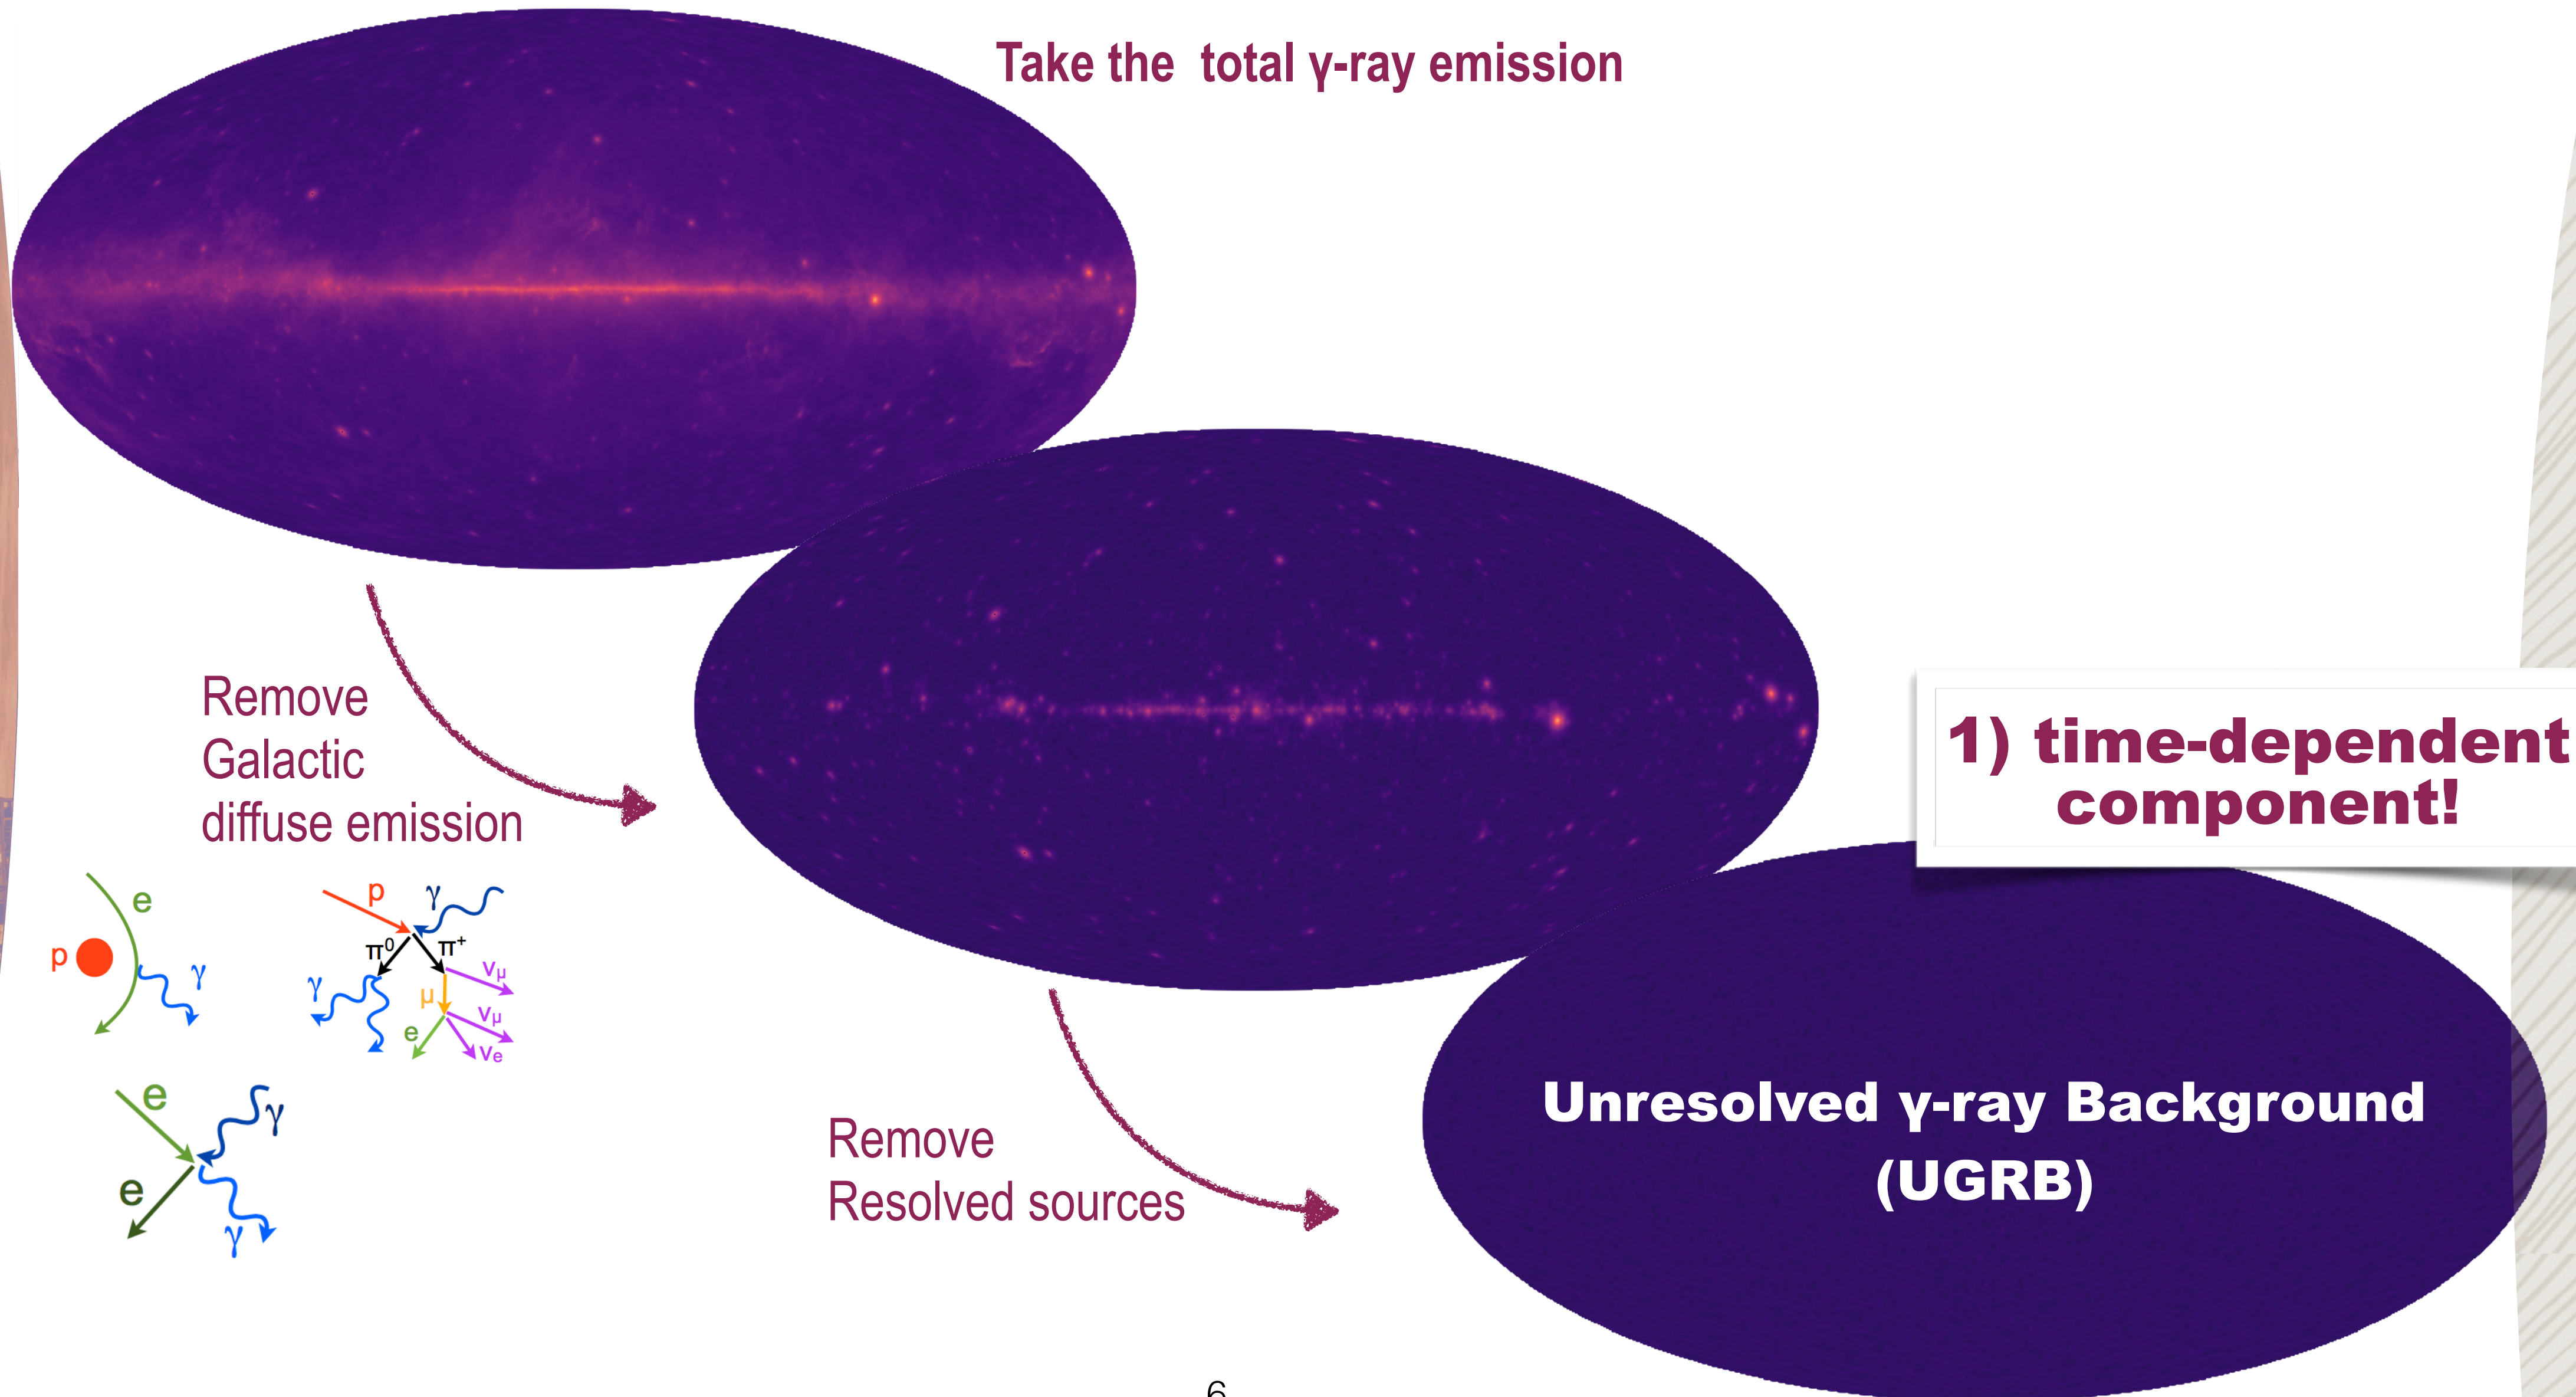 Take the total γ-ray emission
Remove
Galactic
diffuse emission
1) time-dependent
component!
e
p
γ
p
γ
π⁰
π⁺
γ
νμ
μ
νμ
e
νe
e
γ
e
γ
Remove
Resolved sources
Unresolved γ-ray Background
(UGRB)
6